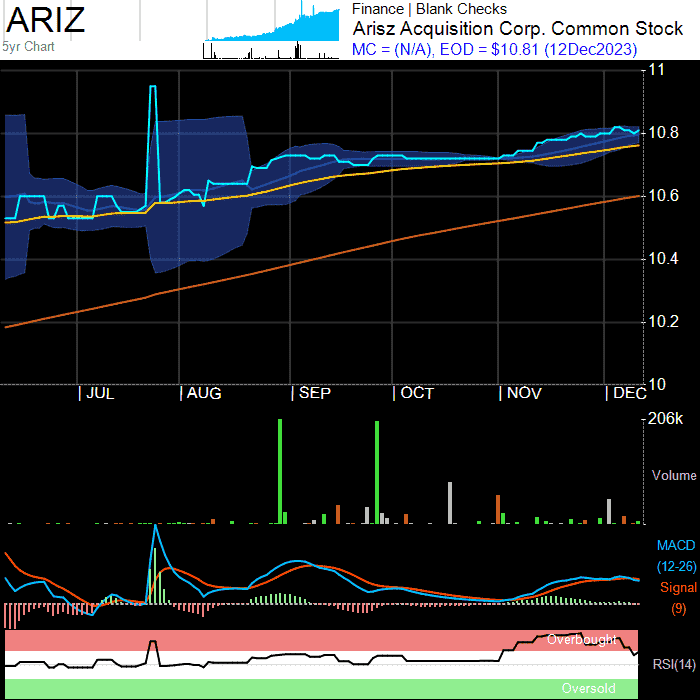 ARIZ
5yr Chart
Finance | Blank Checks
Arisz Acquisition Corp. Common Stock
MC = (N/A), EOD = $10.81 (12Dec2023)
11
10.8
10.6
10.4
10.2
10
| JUL | AUG | SEP | OCT | NOV | DEC
206k
Volume
MACD
(12-26)
Signal
(9)
Overbought
RSI(14)
Oversold